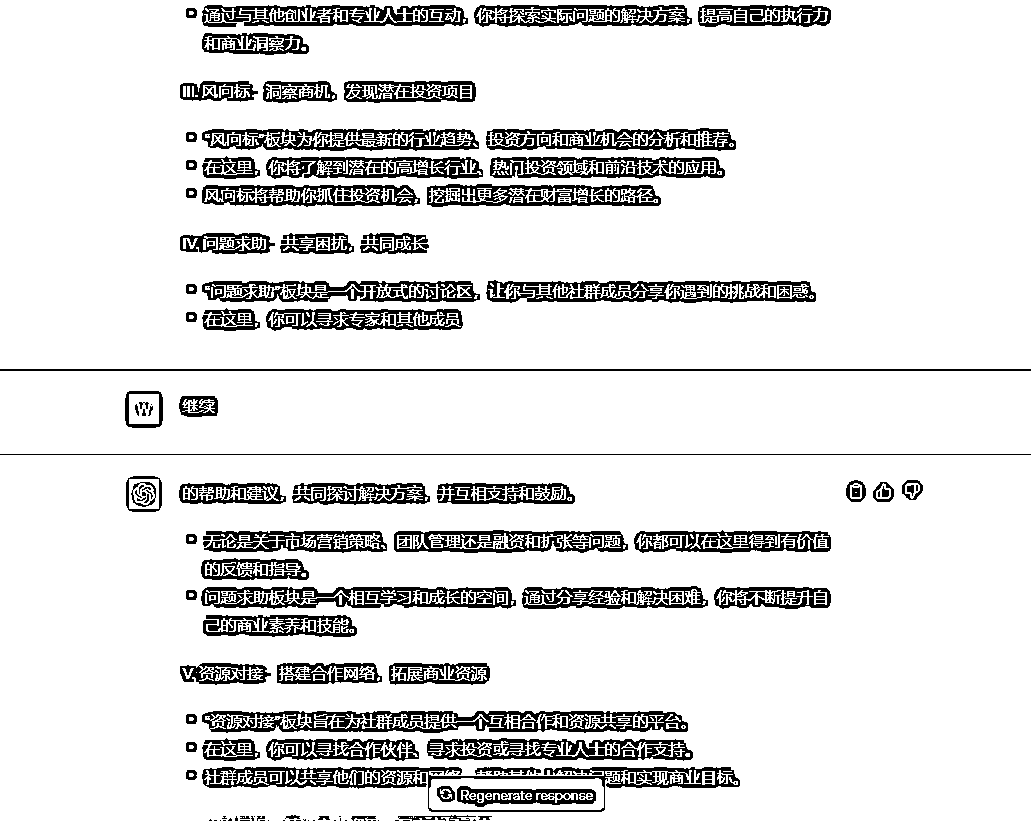 通过与其他创业者和专业人士的互动，你将探索实际问题的解决方案，提高自己的执行力
和商业洞察力。
III. 风向标 - 洞察商机，发现潜在投资项目
“风向标”板块为你提供最新的行业趋势、投资方向和商业机会的分析和推荐。
在这里，你将了解到潜在的高增长行业、热门投资领域和前沿技术的应用。
风向标将帮助你抓住投资机会，挖掘出更多潜在财富增长的路径。
IV. 问题求助 - 共享困扰，共同成长
“问题求助”板块是一个开放式的讨论区，让你与其他社群成员分享你遇到的挑战和困惑。
在这里，你可以寻求专家和其他成员
W 继续
的帮助和建议，共同探讨解决方案，并互相支持和鼓励。
无论是关于市场营销策略、团队管理还是融资和扩张等问题，你都可以在这里得到有价值
的反馈和指导。
问题求助板块是一个相互学习和成长的空间，通过分享经验和解决困难，你将不断提升自
己的商业素养和技能。
V. 资源对接 - 搭建合作网络，拓展商业资源
“资源对接”板块旨在为社群成员提供一个互相合作和资源共享的平台。
在这里，你可以寻找合作伙伴、寻求投资或寻找专业人士的合作支持。
社群成员可以共享他们的资源和 题和实现商业目标。
Regenerate response